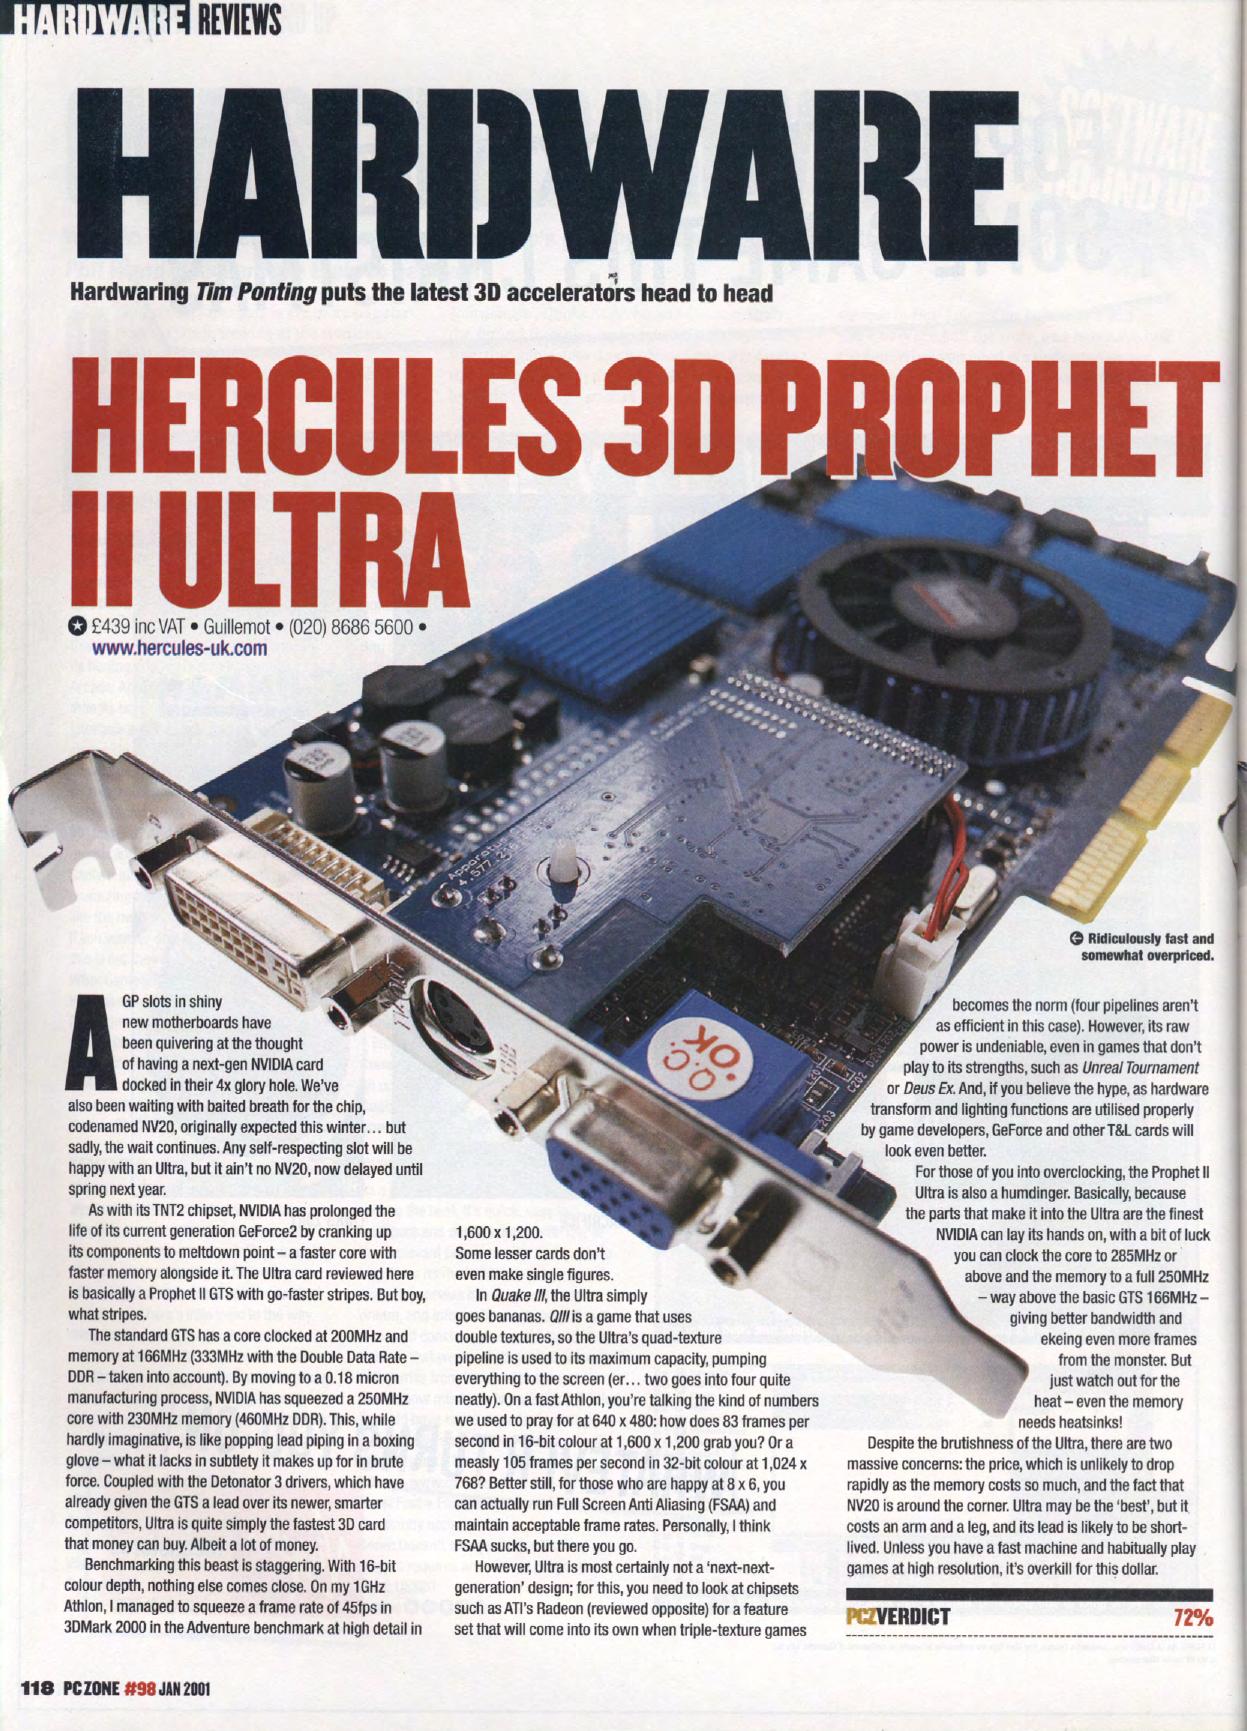 HARDWARE REVIEWS
HARDWARE
Hardwaring Tim Ponting puts the latest 3D accelerators head to head
HERCULES 3D PROPHET
II ULTRA
£439 inc VAT • Guillemot • (020) 8686 5600 •
www.hercules-uk.com
Q.C.
OK
Ridiculously fast and
somewhat overpriced.
AGP slots in shiny
new motherboards have
been quivering at the thought
of having a next-gen NVIDIA card
docked in their 4x glory hole. We've
also been waiting with baited breath for the chip,
codenamed NV20, originally expected this winter... but
sadly, the wait continues. Any self-respecting slot will be
happy with an Ultra, but it ain't no NV20, now delayed until
spring next year.
As with its TNT2 chipset, NVIDIA has prolonged the
life of its current generation GeForce2 by cranking up
its components to meltdown point – a faster core with
faster memory alongside it. The Ultra card reviewed here
is basically a Prophet II GTS with go-faster stripes. But boy,
what stripes.
The standard GTS has a core clocked at 200MHz and
memory at 166MHz (333MHz with the Double Data Rate –
DDR – taken into account). By moving to a 0.18 micron
manufacturing process, NVIDIA has squeezed a 250MHz
core with 230MHz memory (460MHz DDR). This, while
hardly imaginative, is like popping lead piping in a boxing
glove – what it lacks in subtlety it makes up for in brute
force. Coupled with the Detonator 3 drivers, which have
already given the GTS a lead over its newer, smarter
competitors, Ultra is quite simply the fastest 3D card
that money can buy. Albeit a lot of money.
Benchmarking this beast is staggering. With 16-bit
colour depth, nothing else comes close. On my 1GHz
Athlon, I managed to squeeze a frame rate of 45fps in
3DMark 2000 in the Adventure benchmark at high detail in
1,600 x 1,200.
Some lesser cards don't
even make single figures.
In Quake III, the Ultra simply
goes bananas. QIII is a game that uses
double textures, so the Ultra's quad-texture
pipeline is used to its maximum capacity, pumping
everything to the screen (er... two goes into four quite
neatly). On a fast Athlon, you're talking the kind of numbers
we used to pray for at 640 x 480: how does 83 frames per
second in 16-bit colour at 1,600 x 1,200 grab you? Or a
measly 105 frames per second in 32-bit colour at 1,024 x
768? Better still, for those who are happy at 8 x 6, you
can actually run Full Screen Anti Aliasing (FSAA) and
maintain acceptable frame rates. Personally, I think
FSAA sucks, but there you go.
However, Ultra is most certainly not a 'next-next-
generation' design; for this, you need to look at chipsets
such as ATI's Radeon (reviewed opposite) for a feature
set that will come into its own when triple-texture games
becomes the norm (four pipelines aren't
as efficient in this case). However, its raw
power is undeniable, even in games that don't
play to its strengths, such as Unreal Tournament
or Deus Ex. And, if you believe the hype, as hardware
transform and lighting functions are utilised properly
by game developers, GeForce and other T&L cards will
look even better.
For those of you into overclocking, the Prophet II
Ultra is also a humdinger. Basically, because
the parts that make it into the Ultra are the finest
NVIDIA can lay its hands on, with a bit of luck
you can clock the core to 285MHz or
above and the memory to a full 250MHz
– way above the basic GTS 166MHz –
giving better bandwidth and
ekeing even more frames
from the monster. But
just watch out for the
heat – even the memory
needs heatsinks!
Despite the brutishness of the Ultra, there are two
massive concerns: the price, which is unlikely to drop
rapidly as the memory costs so much, and the fact that
NV20 is around the corner. Ultra may be the 'best', but it
costs an arm and a leg, and its lead is likely to be short-
lived. Unless you have a fast machine and habitually play
games at high resolution, it's overkill for this dollar.
PCZVERDICT 72%
118 PCZONE #98 JAN 2001